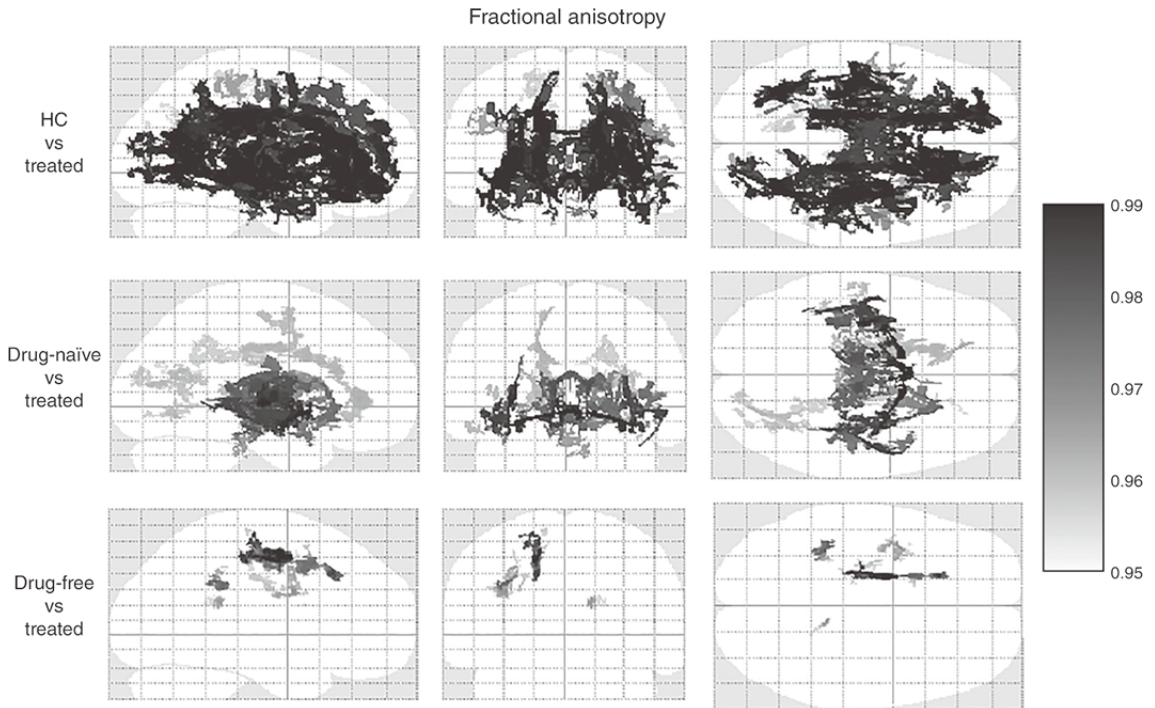 Fractional anisotropy
HC
vs
treated
Drug-naïve
vs
treated
Drug-free
vs
treated
0.99
0.98
0.97
0.96
0.95